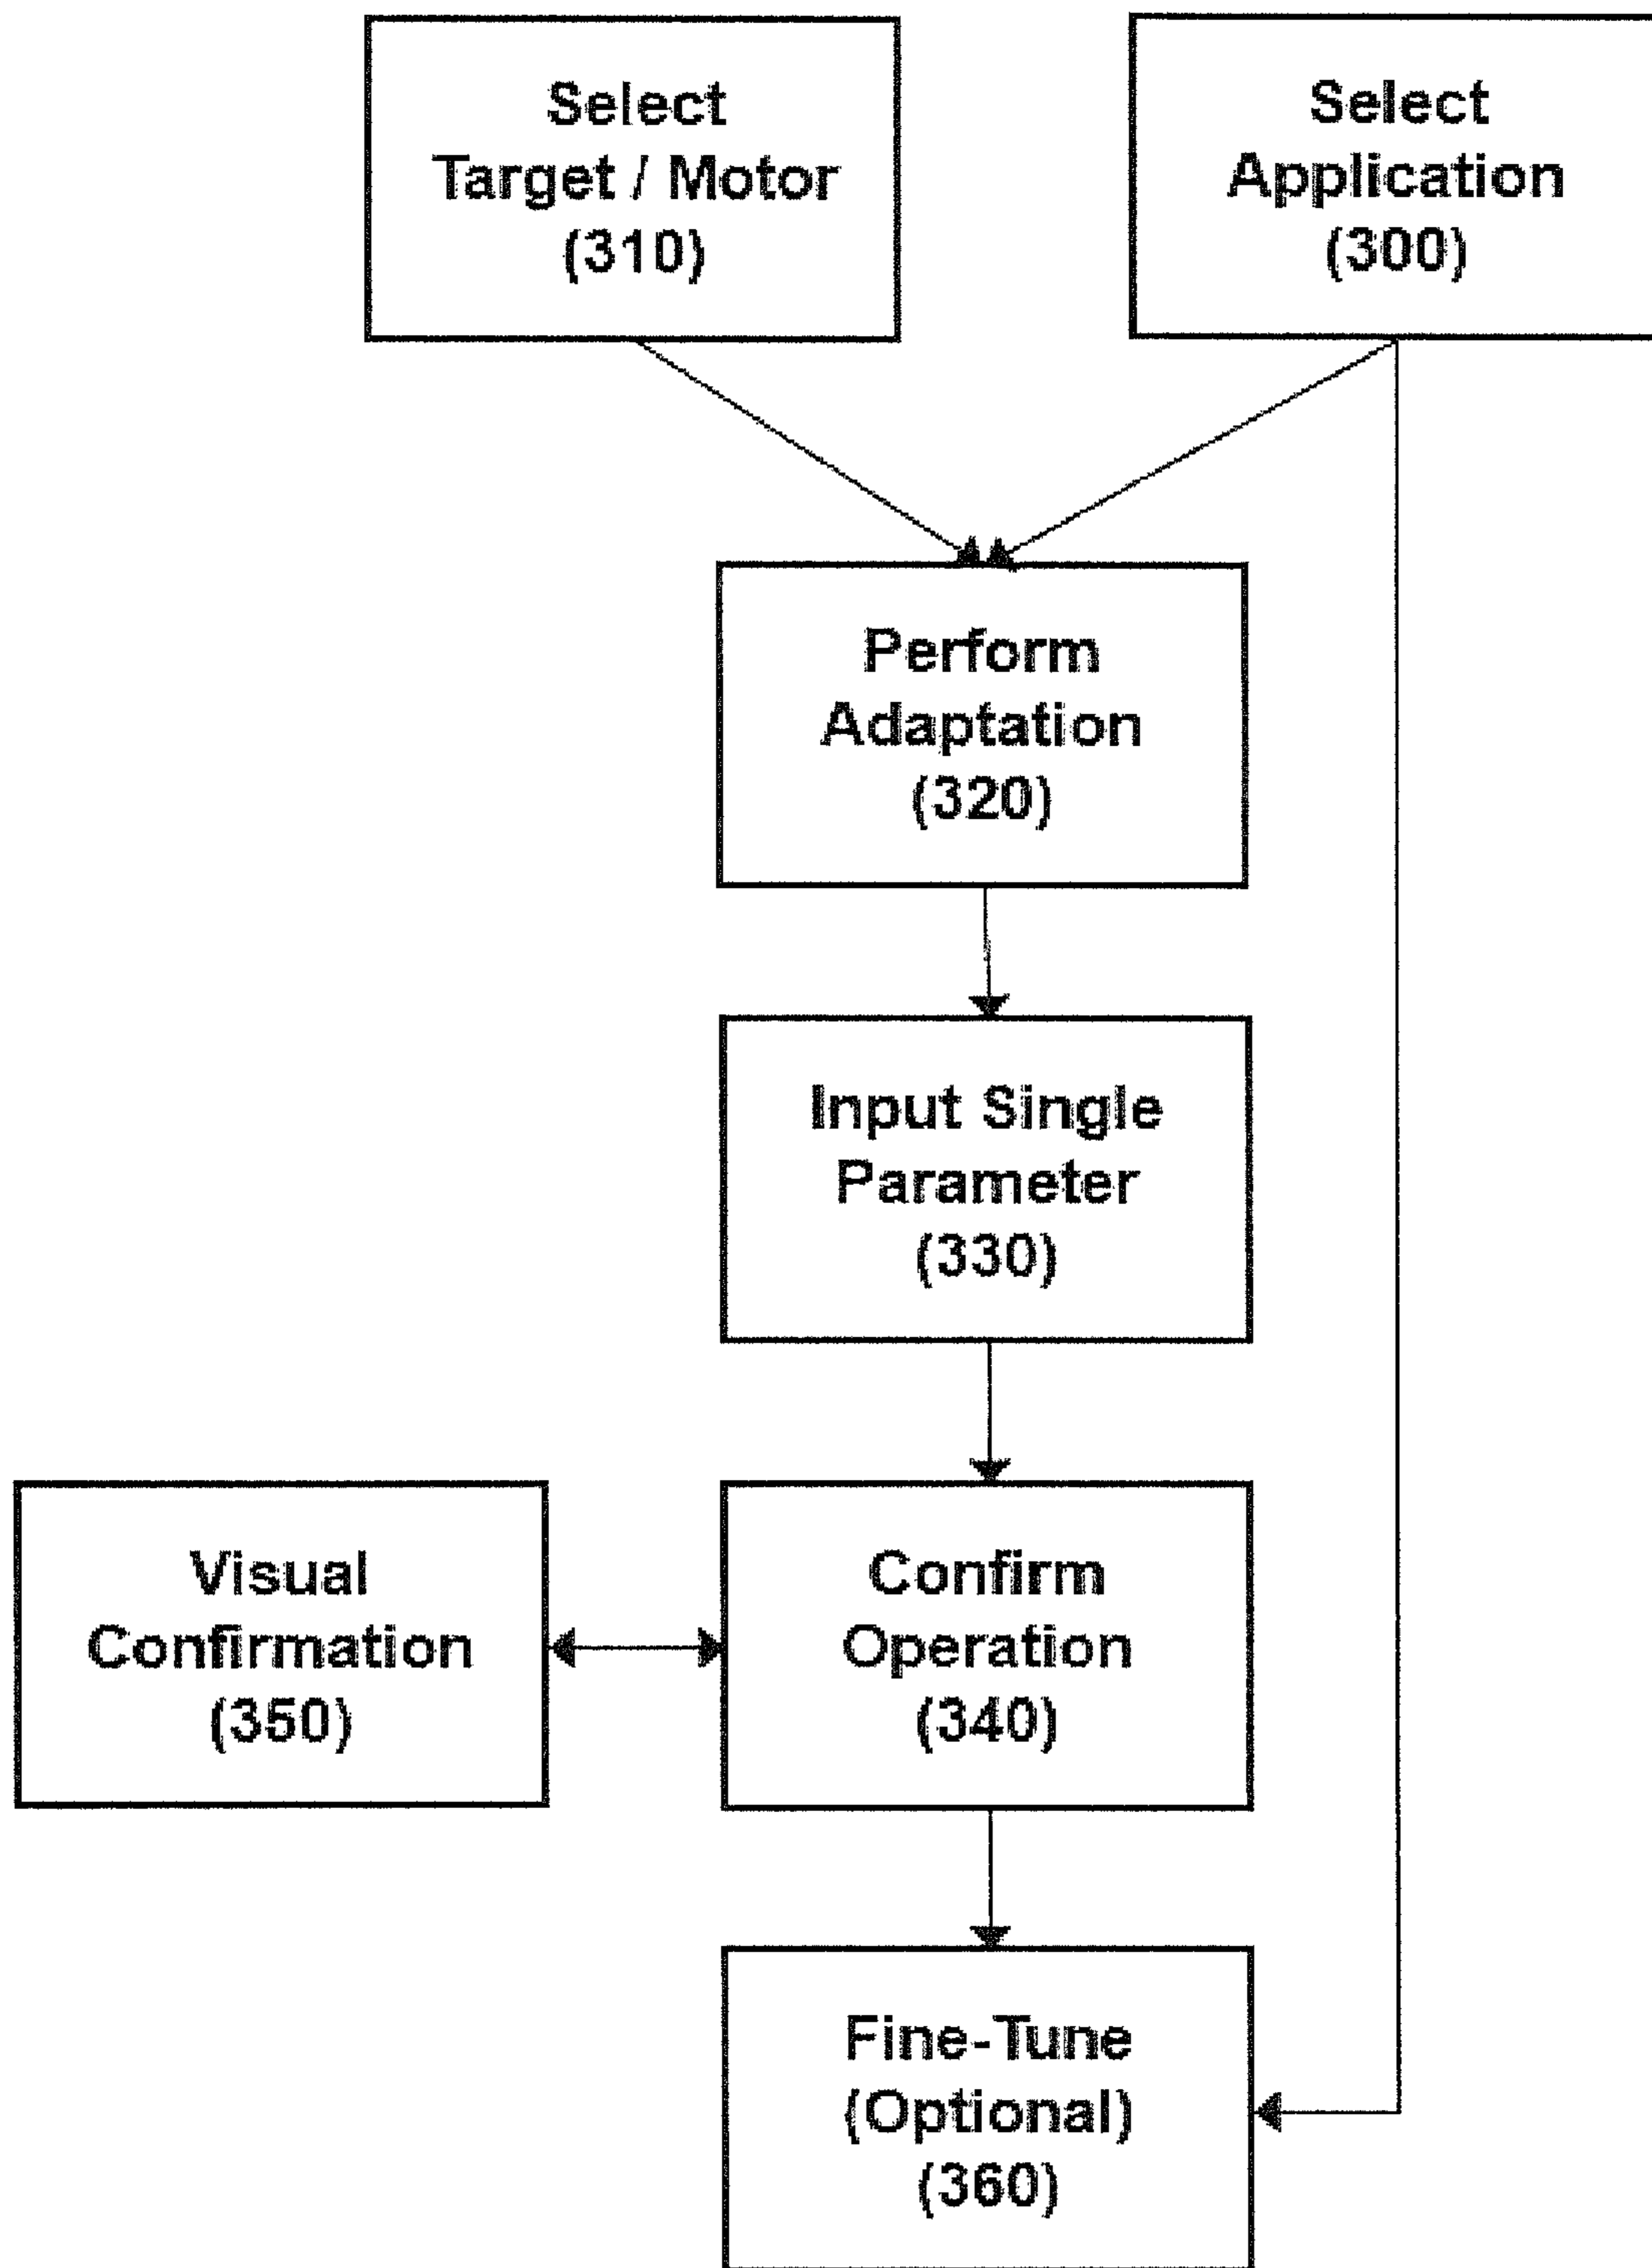 Select
Target / Motor
(310)
Select
Application
(300)
Perform
Adaptation
(320)
Input Single
Parameter
(330)
Visual
Confirmation
(350)
Confirm
Operation
(340)
Fine-Tune
(Optional)
(360)